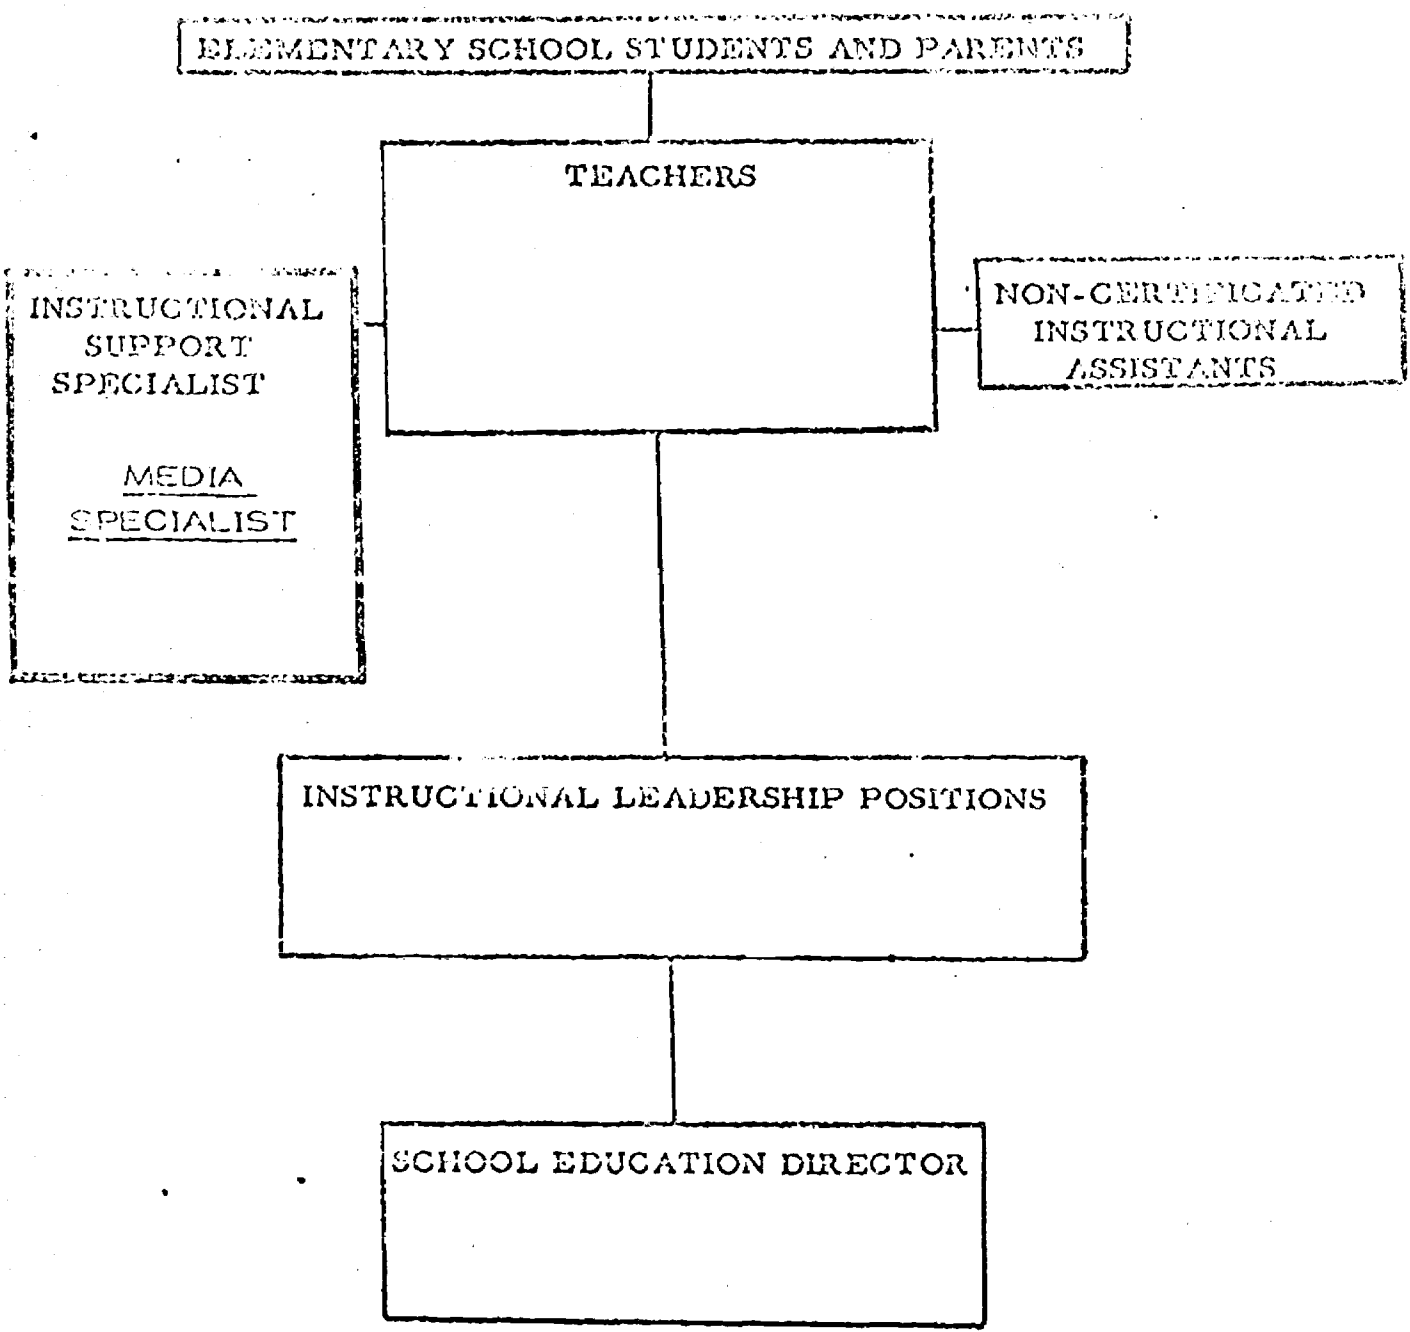 ELEMENTARY SCHOOL STUDENTS AND PARENTS
TEACHERS
INSTRUCTIONAL
SUPPORT
SPECIALIST
MEDIA
SPECIALIST
NON-CERTIFICATED
INSTRUCTIONAL
ASSISTANTS
INSTRUCTIONAL LEADERSHIP POSITIONS
SCHOOL EDUCATION DIRECTOR